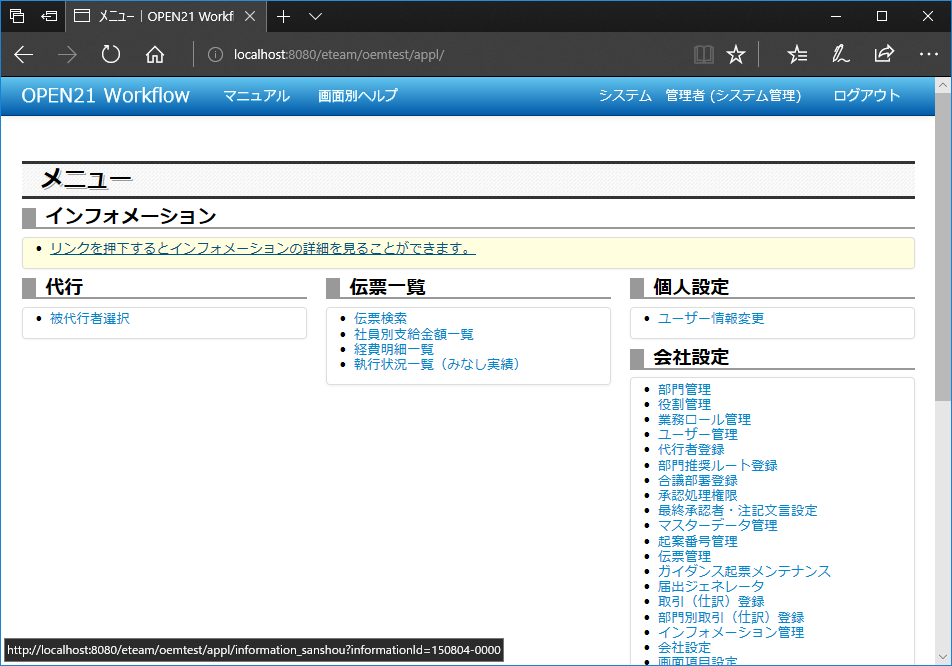 メニュー | OPEN21 Workfl
localhost:8080/eteam/oemtest/appl/
OPEN21 Workflow マニュアル 画面別ヘルプ システム 管理者 (システム管理) ログアウト
メニュー
インフォメーション
リンクを押下するとインフォメーションの詳細を見ることができます。
代行
被代行者選択
伝票一覧
伝票検索
社員別支給金額一覧
経費明細一覧
執行状況一覧（みなし実績）
個人設定
ユーザー情報変更
会社設定
部門管理
役割管理
業務ロール管理
ユーザー管理
代行者登録
部門推奨ルート登録
合議部署登録
承認処理権限
最終承認者・注記文言設定
マスターデータ管理
起案番号管理
伝票管理
ガイダンス起票メンテナンス
届出ジェネレータ
取引（仕訳）登録
部門別取引（仕訳）登録
インフォメーション管理
会社設定
画面項目設定
http://localhost:8080/eteam/oemtest/appl/information_sanshou?informationId=150804-0000